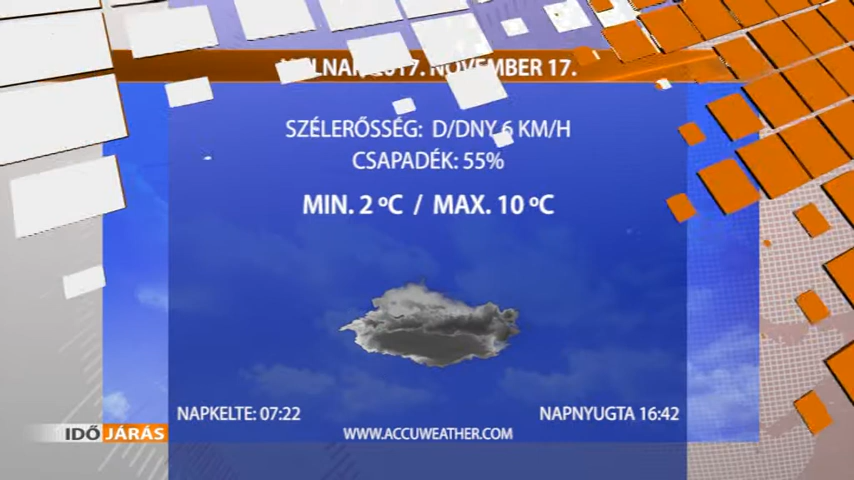 2017. NOVEMBER 17.
SZÉLERŐSSÉG: D/DNY 6 KM/H
CSAPADÉK: 55%
MIN. 2 ºC / MAX. 10 ºC
NAPKELTE: 07:22
NAPNYUGTA 16:42
IDŐJÁRÁS
WWW.ACCUWEATHER.COM